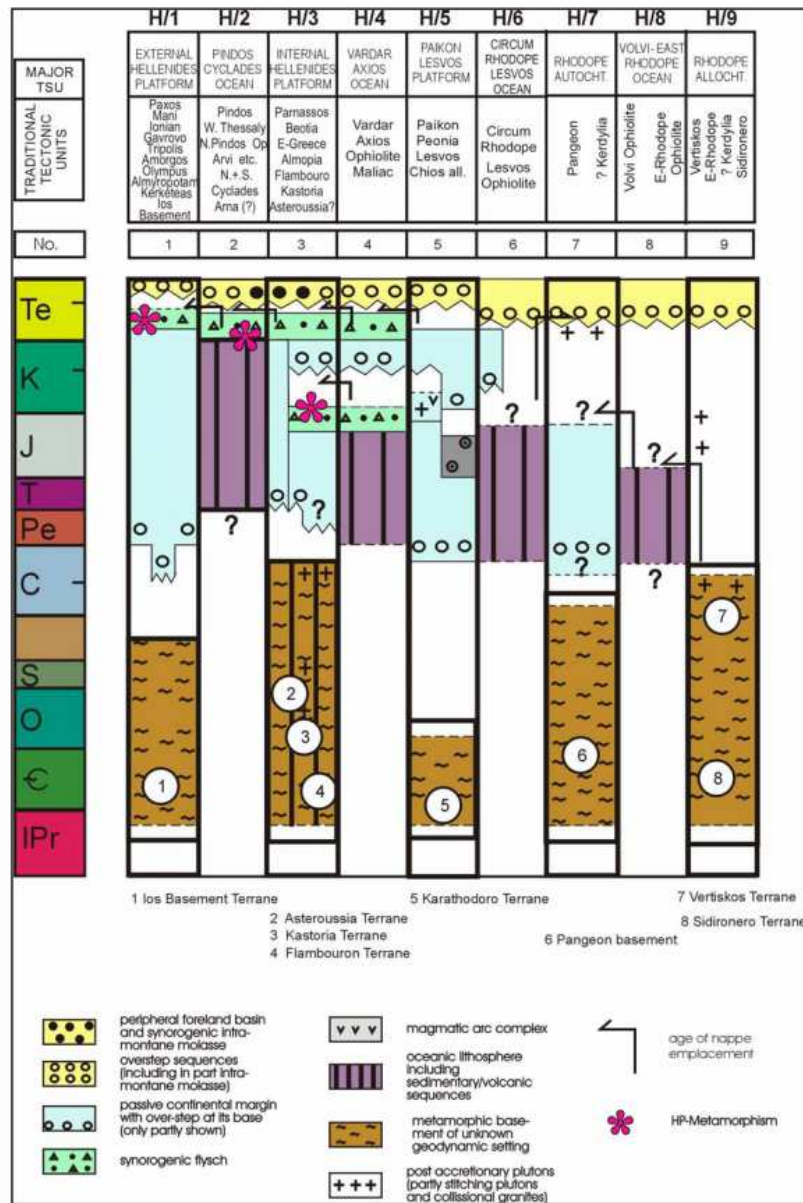 H/1 H/2 H/3 H/4 H/5 H/6 H/7 H/8 H/9
MAJOR
TSU
EXTERNAL
HELLENIDES
PLATFORM
PINDOS
CYCLADES
OCEAN
INTERNAL
HELLENIDES
PLATFORM
VARDAR
AXIOS
OCEAN
PAIKON
LESVOS
PLATFORM
CIRCUM
RHODOPE
LESVOS
OCEAN
RHODOPE
AUTOCHT.
VOLVI- EAST
RHODOPE
OCEAN
RHODOPE
ALLOCHT.
TRADITIONAL
TECTONIC
UNITS
Paxos
Mani
Ionian
Gavrovo
Tripolis
Amorgos
Olympus
Almyropotam
Kerketeas
Ios
Basement
Pindos
W. Thessaly
N.Pindos Op
Arvi etc.
N.+S.
Cyclades
Arna (?)
Parnassos
Beotia
E-Greece
Almopia
Flambouro
Kastoria
Asteroussia?
Vardar
Axios
Ophiolite
Maliac
Paikon
Peonia
Lesvos
Chios all.
Circum
Rhodope
Lesvos
Ophiolite
Pangeon
? Kerdylia
Volvi Ophiolite
E-Rhodope
Ophiolite
Vertiskos
E-Rhodope
? Kerdylia
Sidironero
No. 1 2 3 4 5 6 7 8 9
Te
K
J
T
Pe
C
S
O
Є
IPr
? ? ? ? ? ? ? ?
1 2 3 4 5 6 7 8
1 Ios Basement Terrane
2 Asteroussia Terrane
3 Kastoria Terrane
4 Flambouron Terrane
5 Karathodoro Terrane
6 Pangeon basement
7 Vertiskos Terrane
8 Sidironero Terrane
peripheral foreland basin
and synorogenic intra-
montane molasse
overstep sequences
(including in part intra-
montane molasse)
passive continental margin
with over-step at its base
(only partly shown)
synorogenic flysch
magmatic arc complex
oceanic lithosphere
including
sedimentary/volcanic
sequences
metamorphic base-
ment of unknown
geodynamic setting
post accretionary plutons
(partly stitching plutons
and collisional granites)
age of nappe
emplacement
HP-Metamorphism